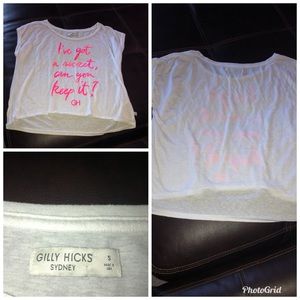 I've got
a secret,
can you
keep it?
GH
GILLY HICKS
SYDNEY
S
PhotoGrid